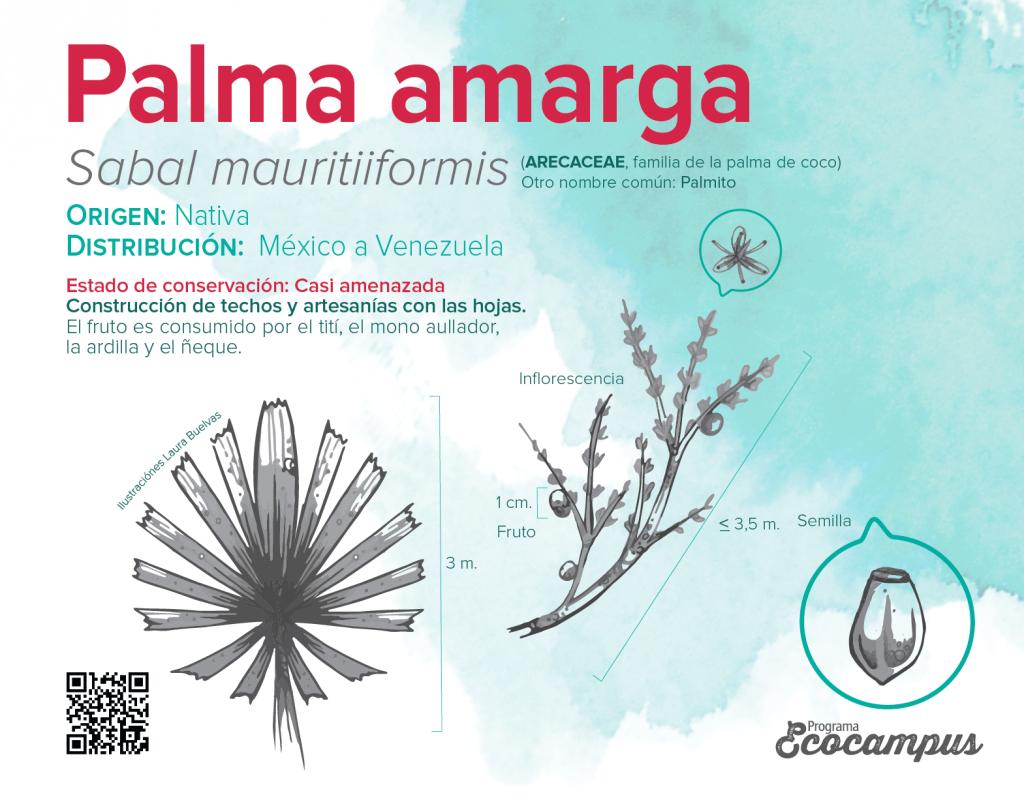 Palma amarga
Sabal mauritiiformis (ARECACEAE, familia de la palma de coco)
Otro nombre común: Palmito
ORIGEN: Nativa
DISTRIBUCIÓN: México a Venezuela
Estado de conservación: Casi amenazada
Construcción de techos y artesanías con las hojas.
El fruto es consumido por el tití, el mono aullador,
la ardilla y el ñeque.
Inflorescencia
Ilustraciónes Laura Buelvas
1 cm.
Fruto
≤ 3,5 m.
Semilla
3 m.
Programa
Ecocampus